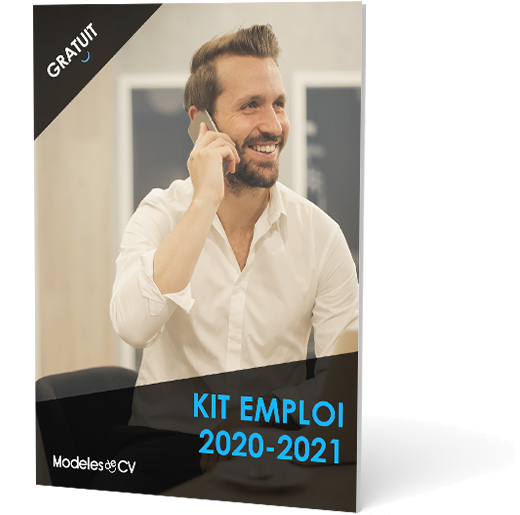 GRATUIT
KIT EMPLOI
2020-2021
Modeles de CV